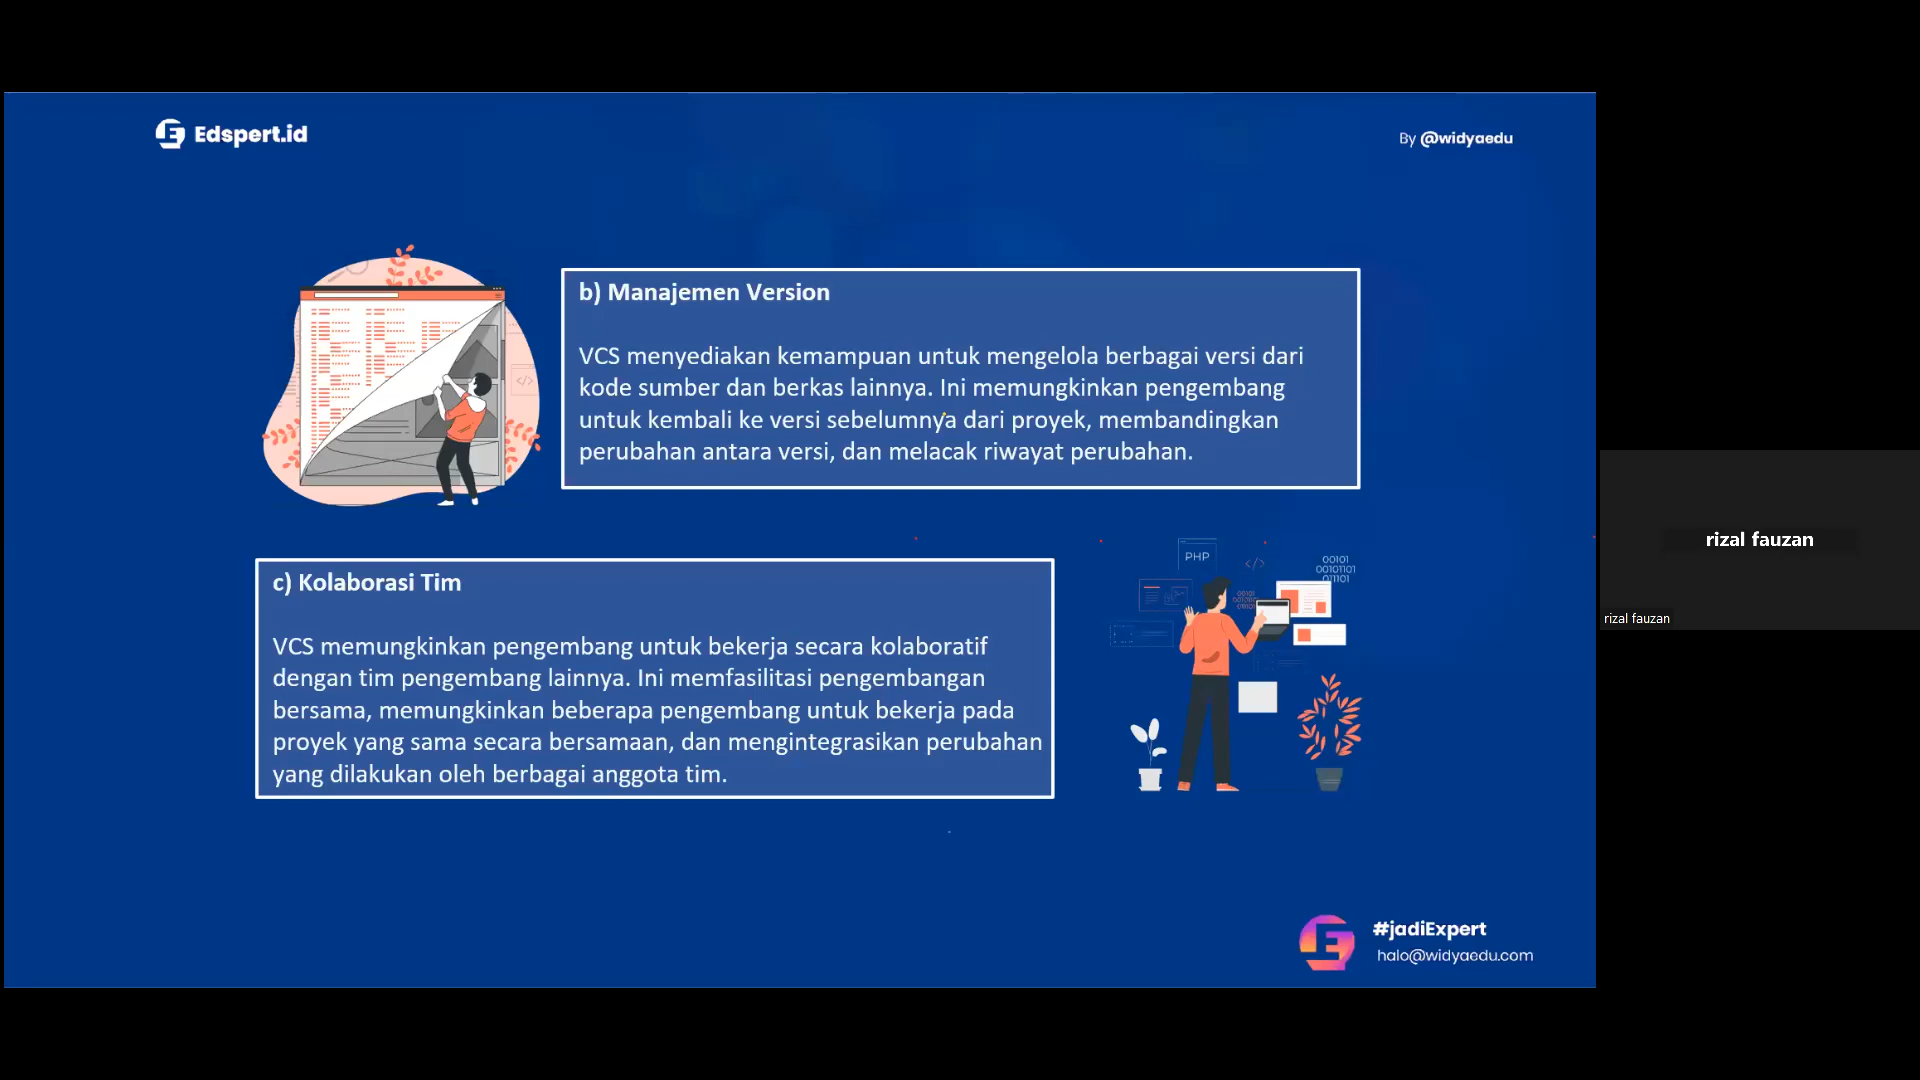 Edspert.id
By @widyaedu
b) Manajemen Version
VCS menyediakan kemampuan untuk mengelola berbagai versi dari
kode sumber dan berkas lainnya. Ini memungkinkan pengembang
untuk kembali ke versi sebelumnya dari proyek, membandingkan
perubahan antara versi, dan melacak riwayat perubahan.
c) Kolaborasi Tim
VCS memungkinkan pengembang untuk bekerja secara kolaboratif
dengan tim pengembang lainnya. Ini memfasilitasi pengembangan
bersama, memungkinkan beberapa pengembang untuk bekerja pada
proyek yang sama secara bersamaan, dan mengintegrasikan perubahan
yang dilakukan oleh berbagai anggota tim.
PHP
</>
00101
00101101
011101
rizal fauzan
rizal fauzan
#jadiExpert
halo@widyaedu.com